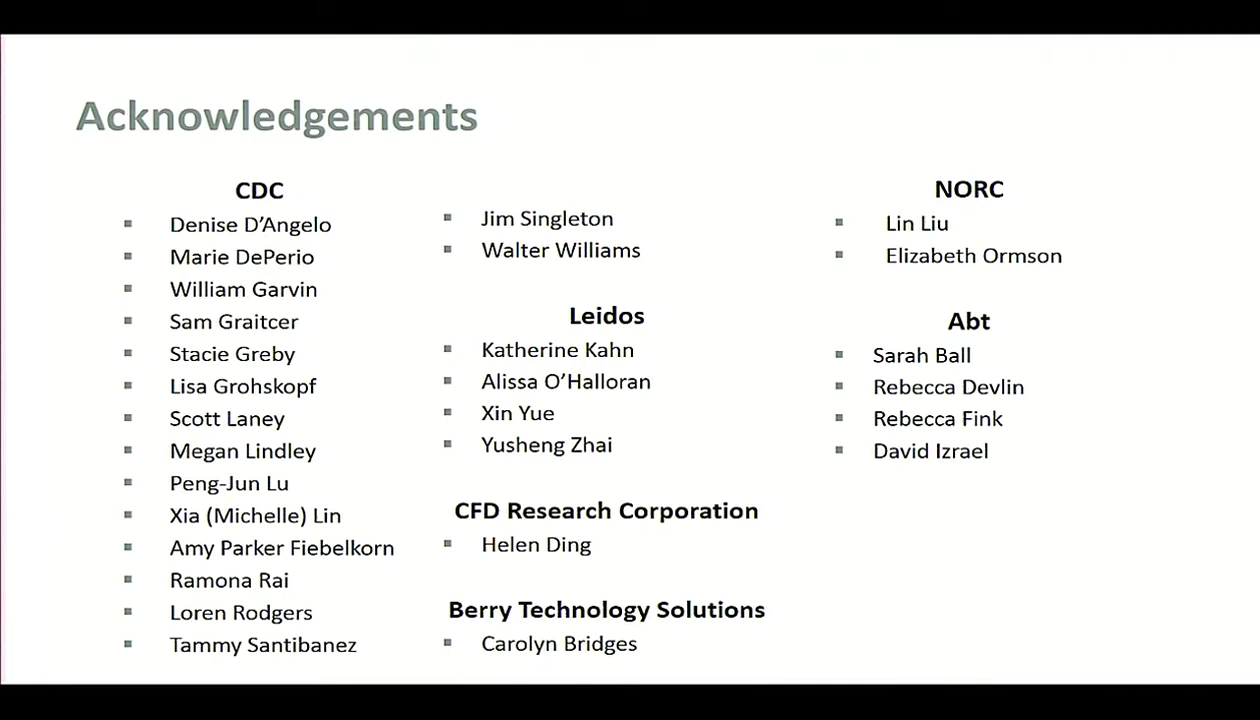 Acknowledgements
CDC
Denise D’Angelo
Marie DePerio
William Garvin
Sam Graitcer
Stacie Greby
Lisa Grohskopf
Scott Laney
Megan Lindley
Peng-Jun Lu
Xia (Michelle) Lin
Amy Parker Fiebelkorn
Ramona Rai
Loren Rodgers
Tammy Santibanez
Jim Singleton
Walter Williams
Leidos
Katherine Kahn
Alissa O’Halloran
Xin Yue
Yusheng Zhai
CFD Research Corporation
Helen Ding
Berry Technology Solutions
Carolyn Bridges
NORC
Lin Liu
Elizabeth Ormson
Abt
Sarah Ball
Rebecca Devlin
Rebecca Fink
David Izrael